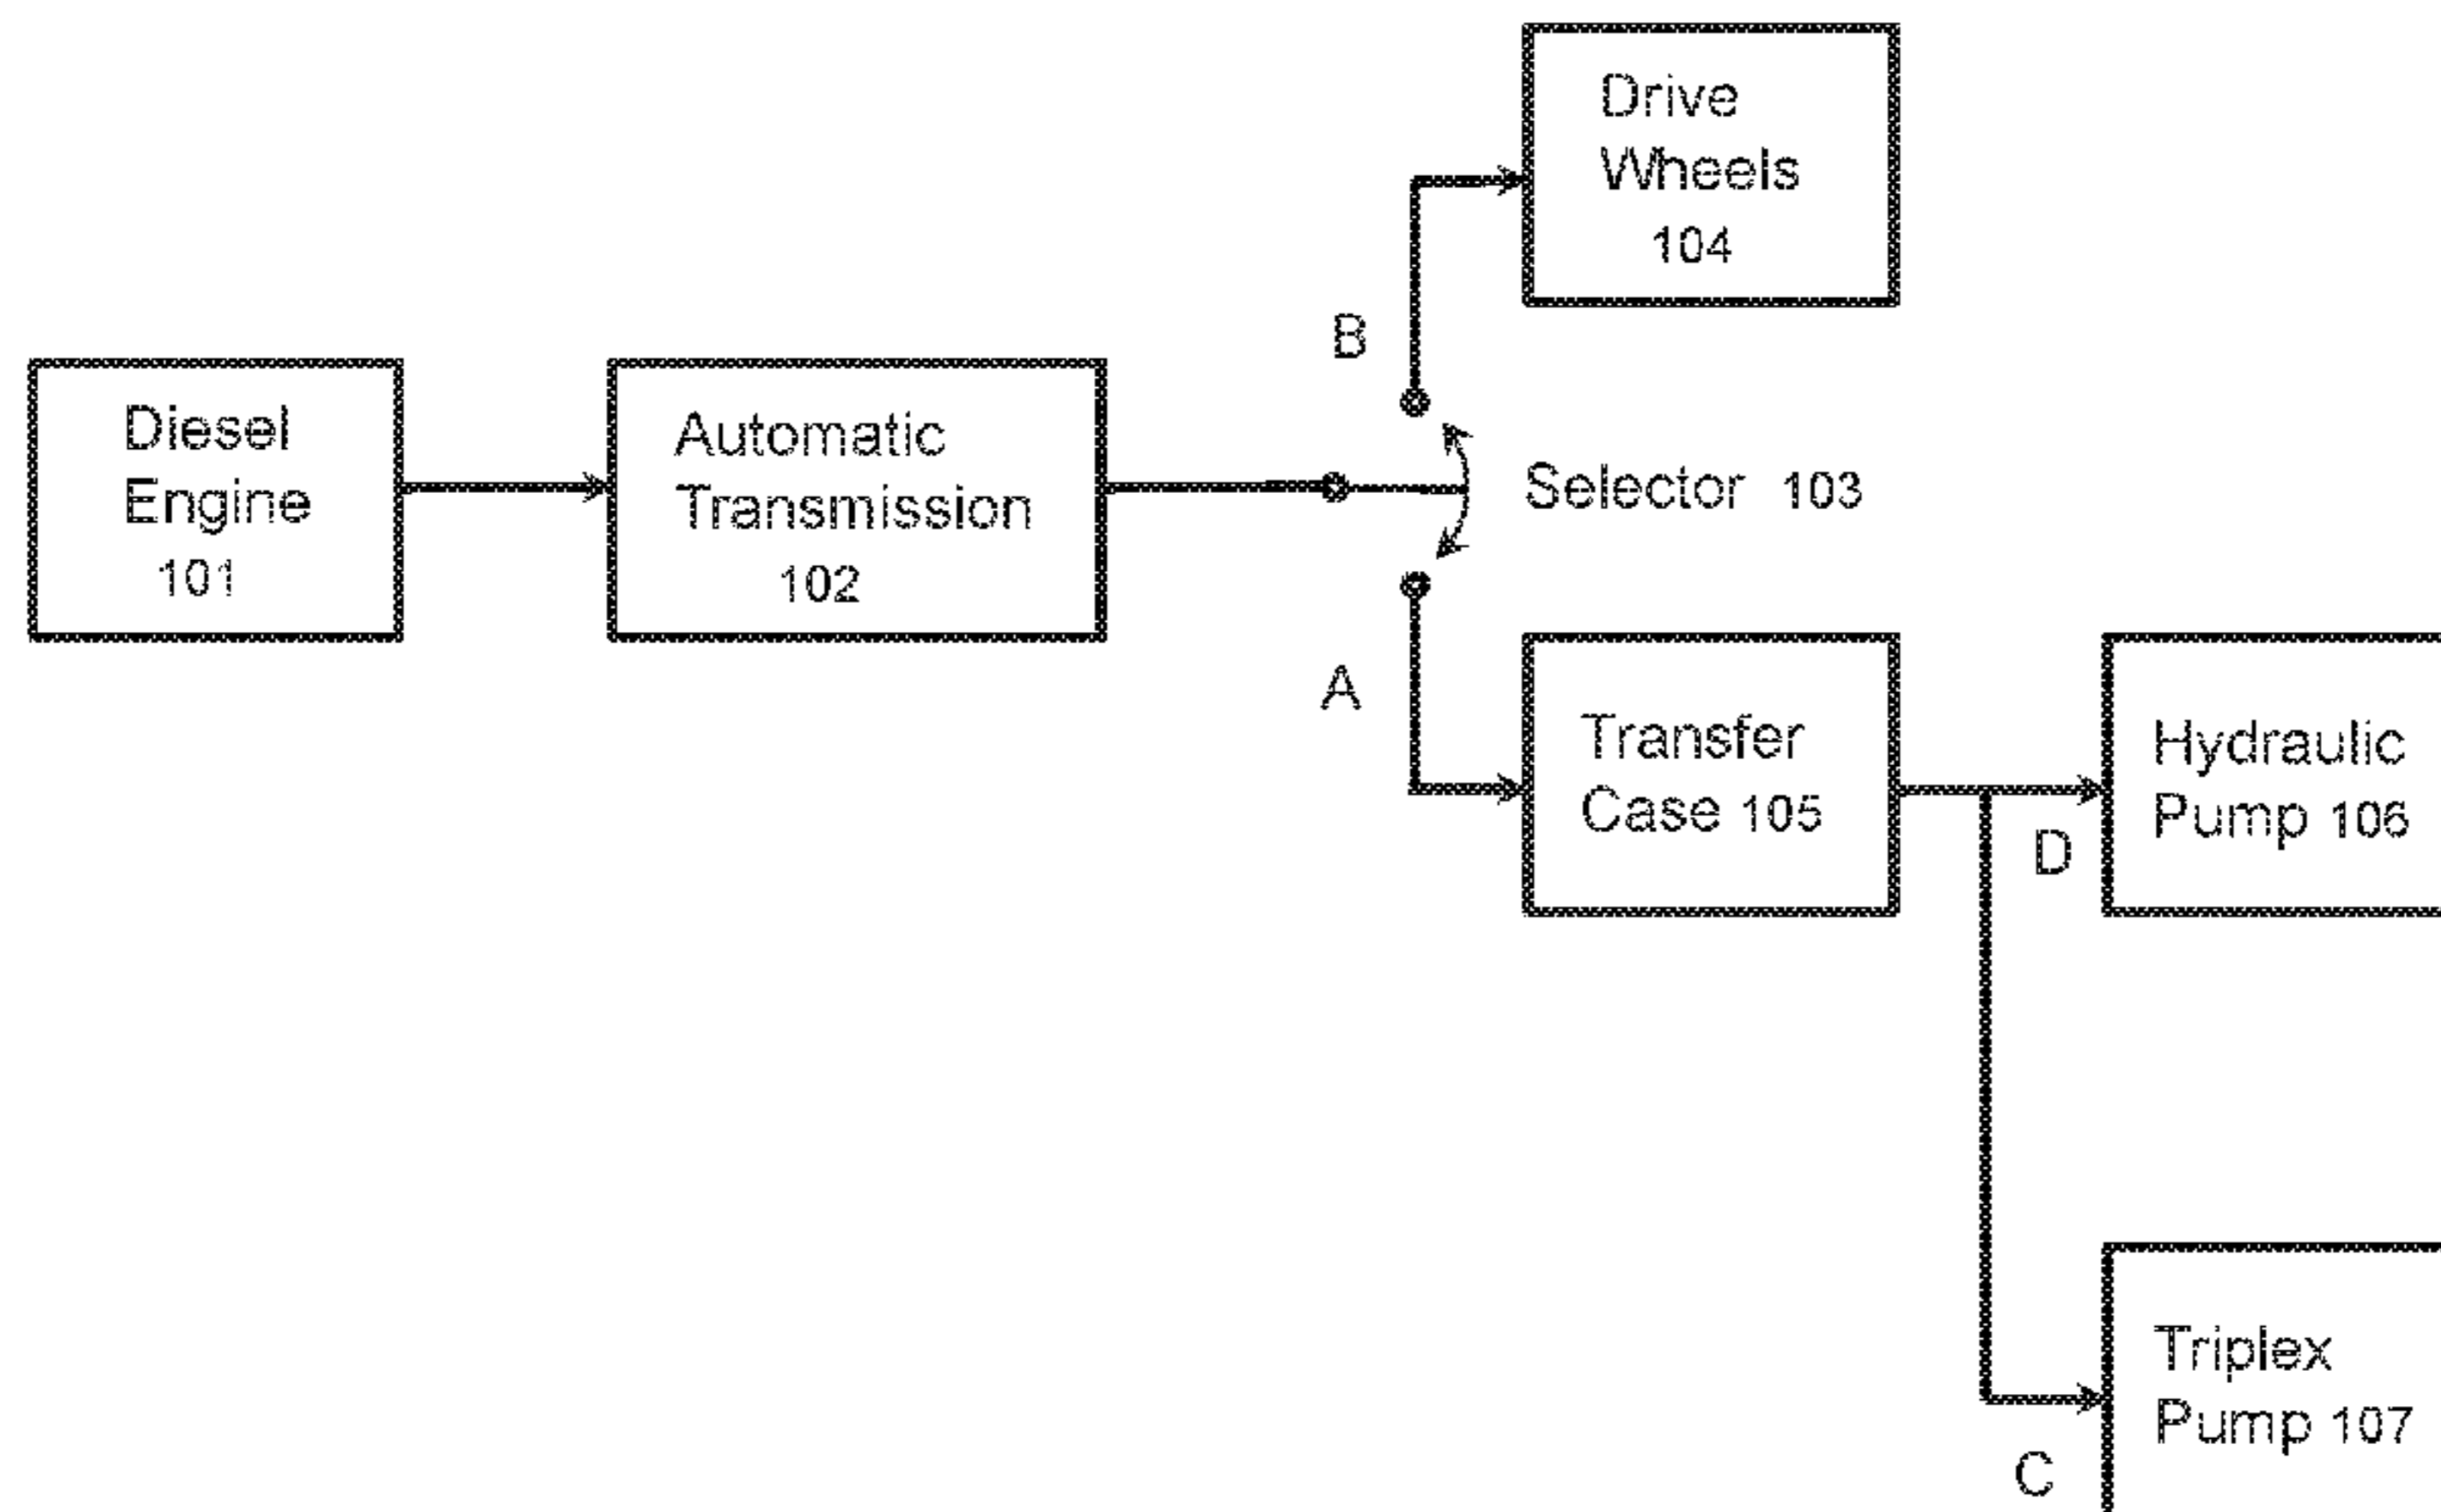 Drive
Wheels
104
B
Diesel
Engine
101
Automatic
Transmission
102
Selector 103
A
Transfer
Case 105
Hydraulic
Pump 106
D
Triplex
Pump 107
C